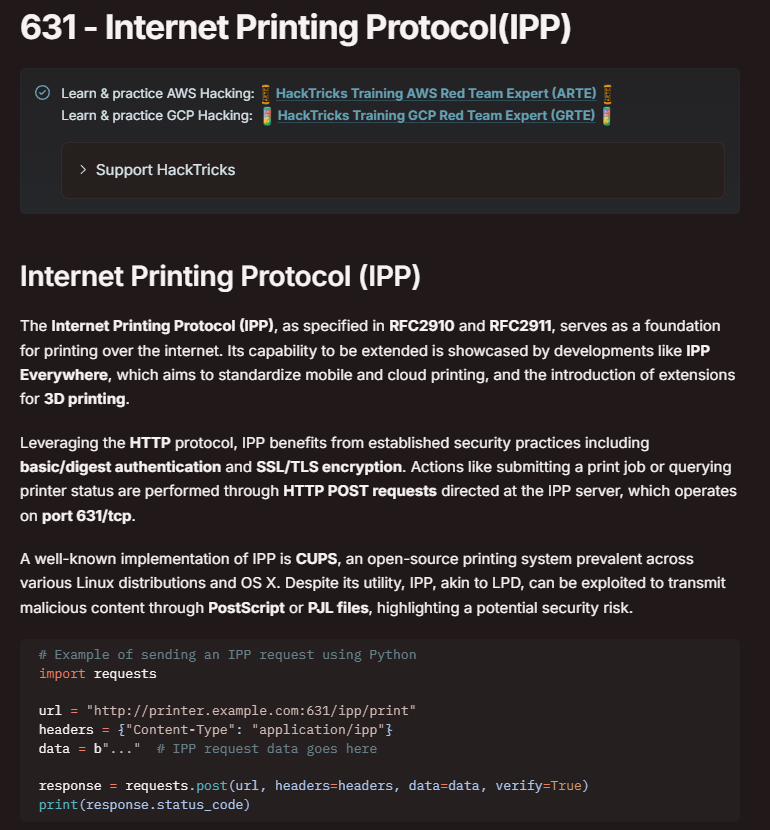 631 - Internet Printing Protocol(IPP)
Learn & practice AWS Hacking: HackTricks Training AWS Red Team Expert (ARTE)
Learn & practice GCP Hacking: HackTricks Training GCP Red Team Expert (GRTE)
Support HackTricks
Internet Printing Protocol (IPP)
The Internet Printing Protocol (IPP), as specified in RFC2910 and RFC2911, serves as a foundation
for printing over the internet. Its capability to be extended is showcased by developments like IPP
Everywhere, which aims to standardize mobile and cloud printing, and the introduction of extensions
for 3D printing.
Leveraging the HTTP protocol, IPP benefits from established security practices including
basic/digest authentication and SSL/TLS encryption. Actions like submitting a print job or querying
printer status are performed through HTTP POST requests directed at the IPP server, which operates
on port 631/tcp.
A well-known implementation of IPP is CUPS, an open-source printing system prevalent across
various Linux distributions and OS X. Despite its utility, IPP, akin to LPD, can be exploited to transmit
malicious content through PostScript or PJL files, highlighting a potential security risk.
# Example of sending an IPP request using Python
import requests
url = "http://printer.example.com:631/ipp/print"
headers = {"Content-Type": "application/ipp"}
data = b"..."  # IPP request data goes here
response = requests.post(url, headers=headers, data=data, verify=True)
print(response.status_code)